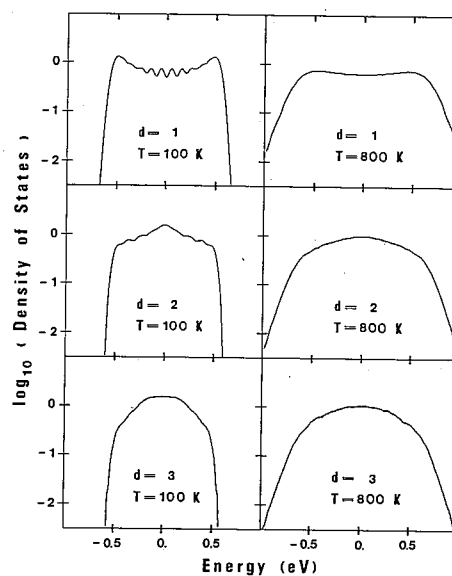 log₁₀ ( Density of States )
0
-1
-2
d= 1
T=100 K
d= 1
T=800 K
0
-1
-2
d= 2
T=100 K
d= 2
T=800 K
0
-1
-2
d= 3
T=100 K
d= 3
T=800 K
-0.5 0 0.5 -0.5 0 0.5
Energy (eV)